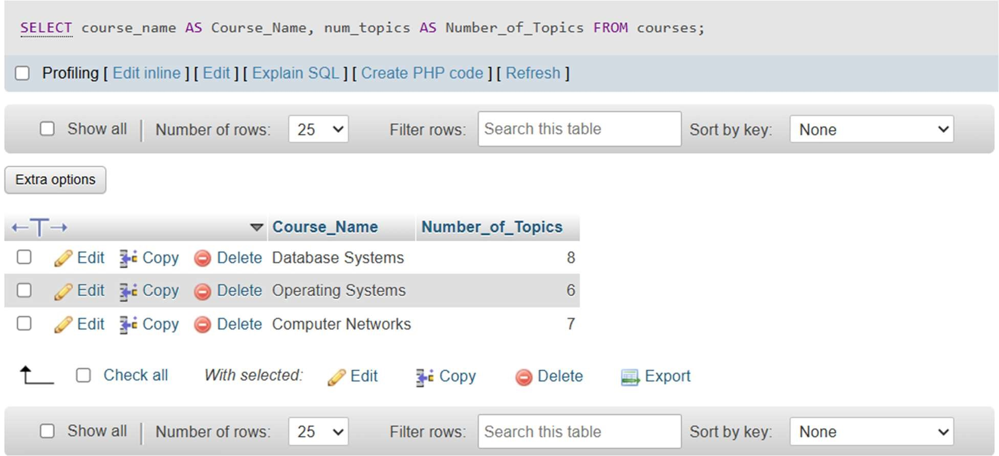 SELECT course_name AS Course_Name, num_topics AS Number_of_Topics FROM courses;
Profiling [ Edit inline ] [ Edit ] [ Explain SQL ] [ Create PHP code ] [ Refresh ]
Show all | Number of rows: 25 Filter rows: Search this table Sort by key: None
Extra options
Course_Name Number_of_Topics
Edit Copy Delete Database Systems 8
Edit Copy Delete Operating Systems 6
Edit Copy Delete Computer Networks 7
Check all With selected: Edit Copy Delete Export
Show all | Number of rows: 25 Filter rows: Search this table Sort by key: None